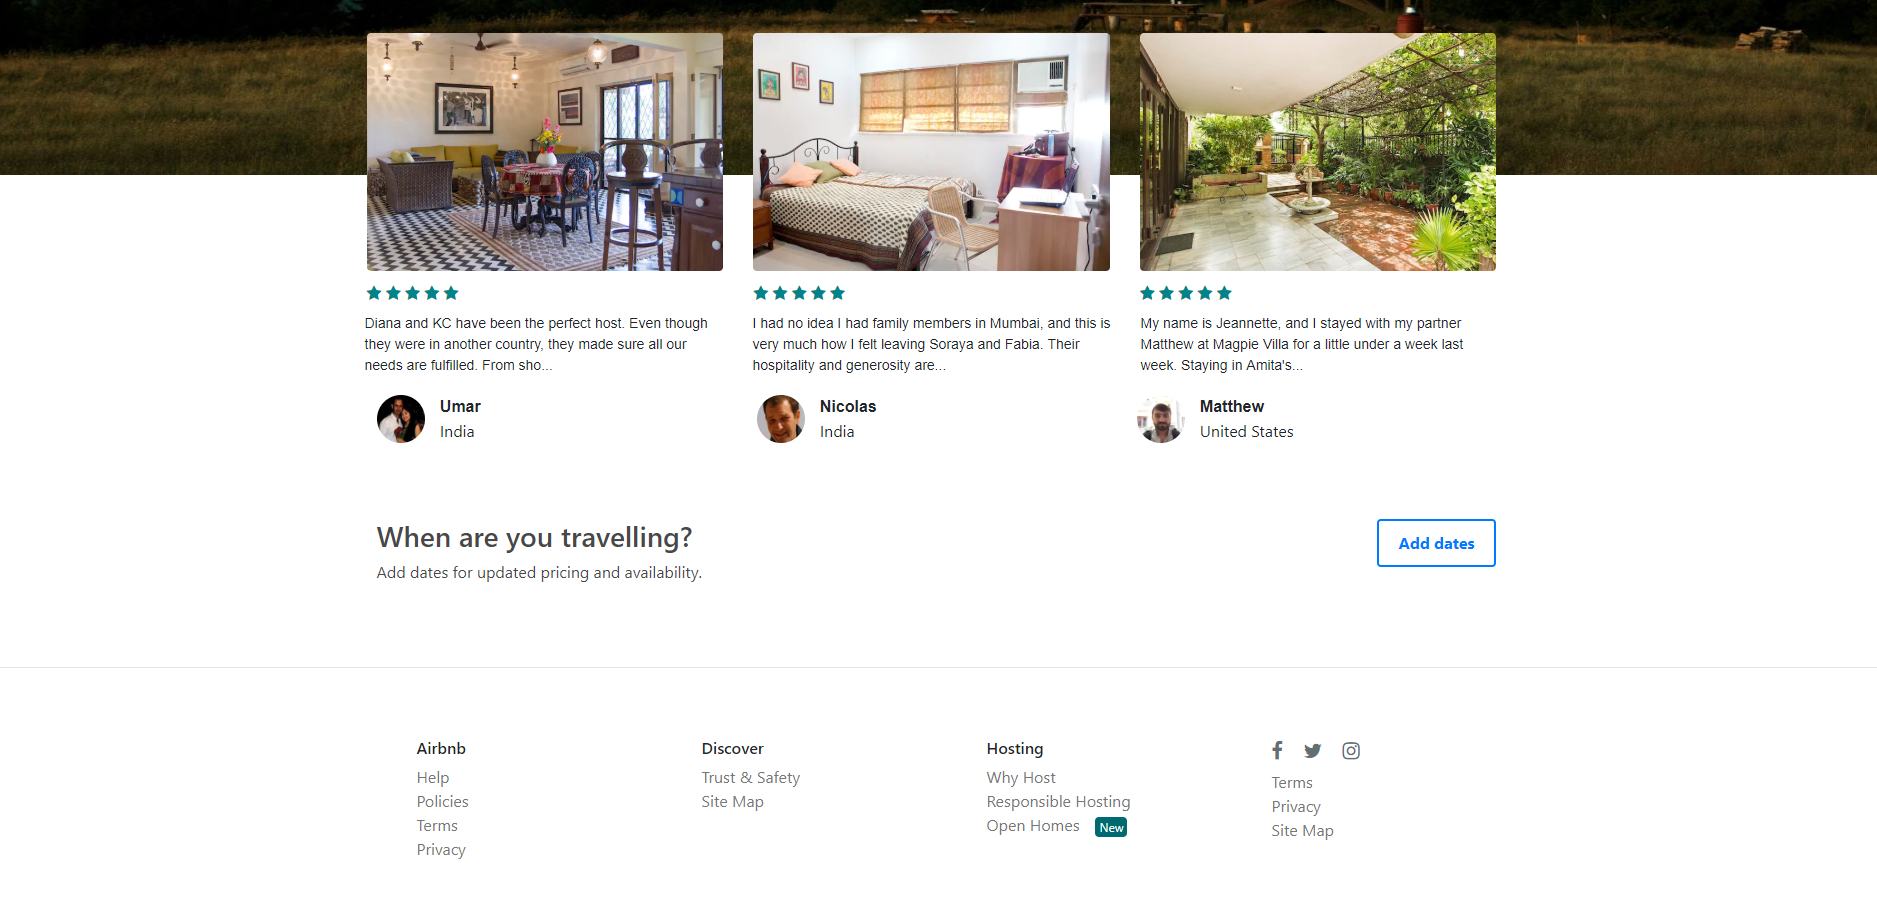 Diana and KC have been the perfect host. Even though
they were in another country, they made sure all our
needs are fulfilled. From sho...
Umar
India
I had no idea I had family members in Mumbai, and this is
very much how I felt leaving Soraya and Fabia. Their
hospitality and generosity are...
Nicolas
India
My name is Jeannette, and I stayed with my partner
Matthew at Magpie Villa for a little under a week last
week. Staying in Amita's...
Matthew
United States
When are you travelling?
Add dates for updated pricing and availability.
Add dates
Airbnb
Help
Policies
Terms
Privacy
Discover
Trust & Safety
Site Map
Hosting
Why Host
Responsible Hosting
Open Homes New
Terms
Privacy
Site Map